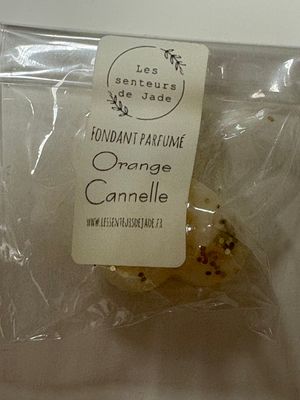 Les
senteurs
de Jade
FONDANT PARFUMÉ
Orange
Cannelle
WWW.LESSENTEURSDEJADE.FR